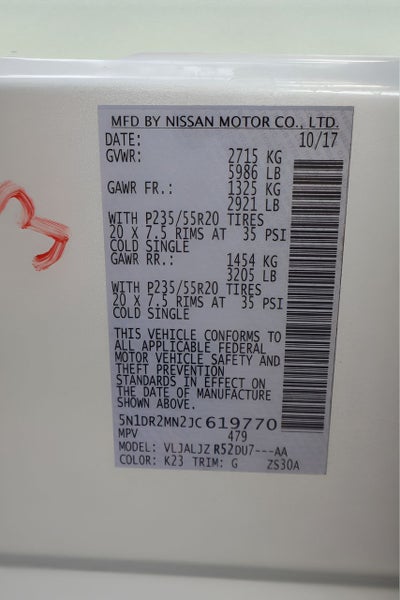 MFD BY NISSAN MOTOR CO., LTD.
DATE: 10/17
GVWR: 2715 KG
5986 LB
GAWR FR.: 1325 KG
2921 LB
WITH P235/55R20 TIRES
20 X 7.5 RIMS AT 35 PSI
COLD SINGLE
GAWR RR.: 1454 KG
3205 LB
WITH P235/55R20 TIRES
20 X 7.5 RIMS AT 35 PSI
COLD SINGLE
THIS VEHICLE CONFORMS TO
ALL APPLICABLE FEDERAL
MOTOR VEHICLE SAFETY AND
THEFT PREVENTION
STANDARDS IN EFFECT ON
THE DATE OF MANUFACTURE
SHOWN ABOVE.
5N1DR2MN2JC619770
MPV 479
MODEL: VLJALJZ R52DU7---AA
COLOR: K23 TRIM: G ZS30A
3